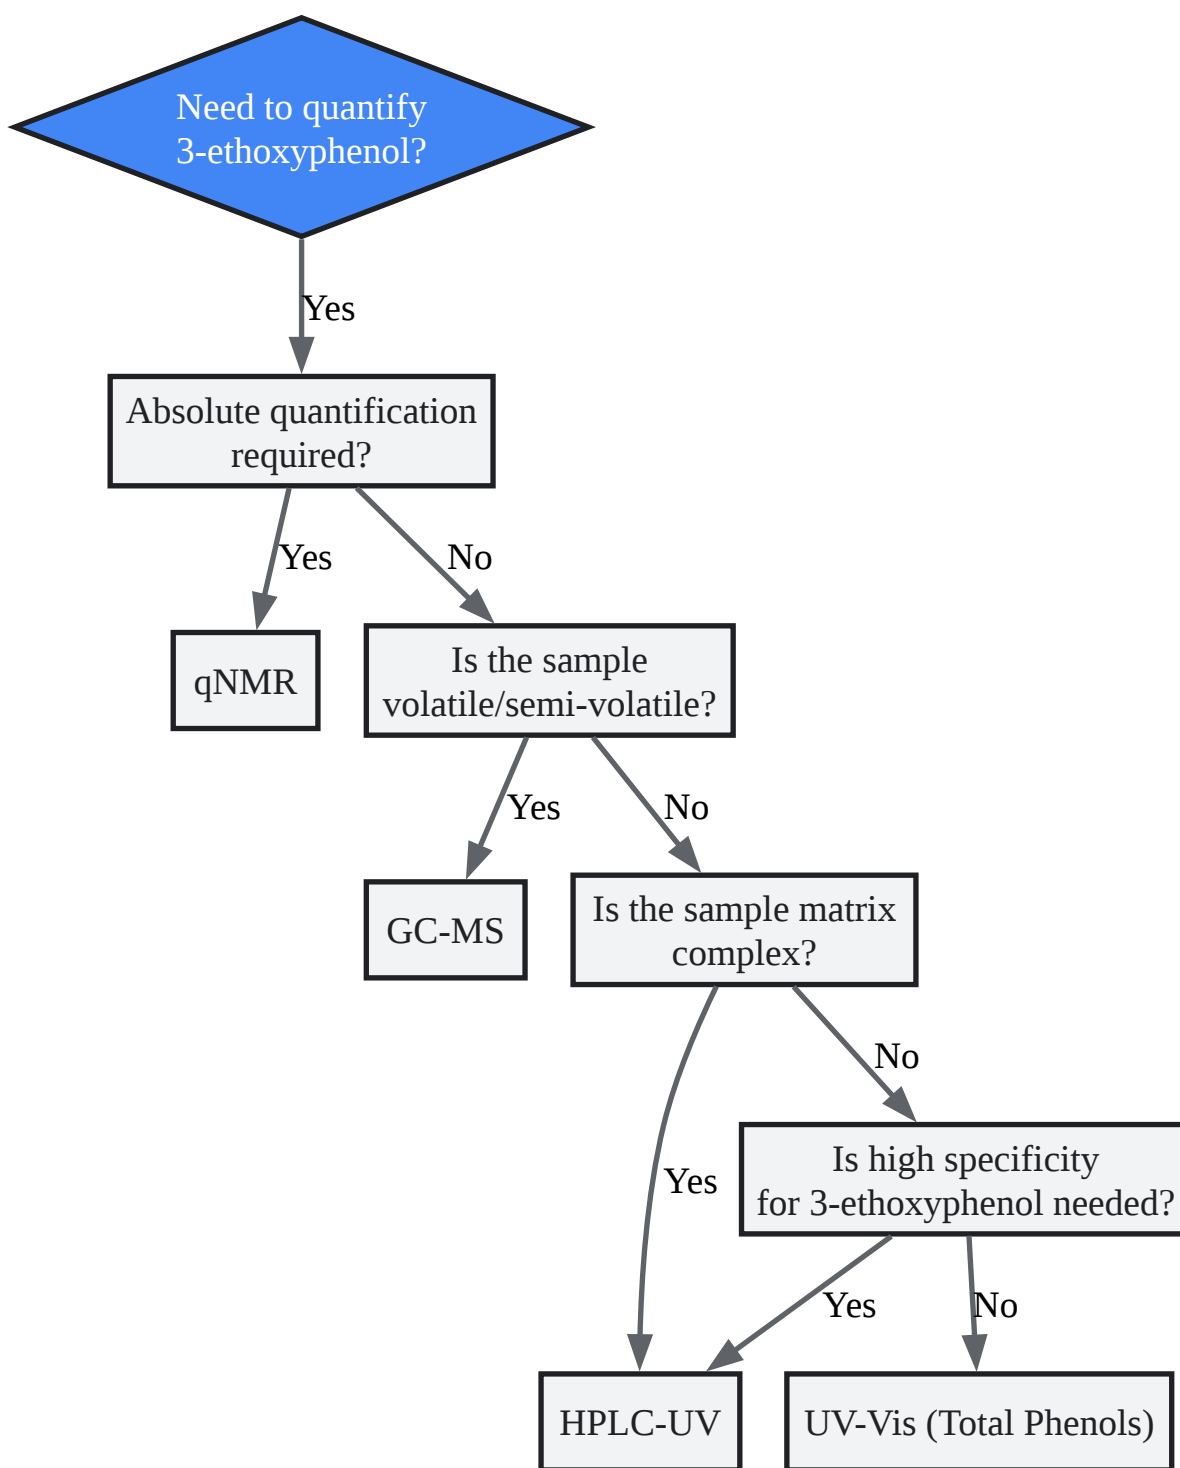 Need to quantify
3-ethoxyphenol?
Yes
Absolute quantification
required?
Yes
No
qNMR
Is the sample
volatile/semi-volatile?
Yes
No
GC-MS
Is the sample matrix
complex?
No
Yes
Is high specificity
for 3-ethoxyphenol needed?
Yes
No
HPLC-UV
UV-Vis (Total Phenols)